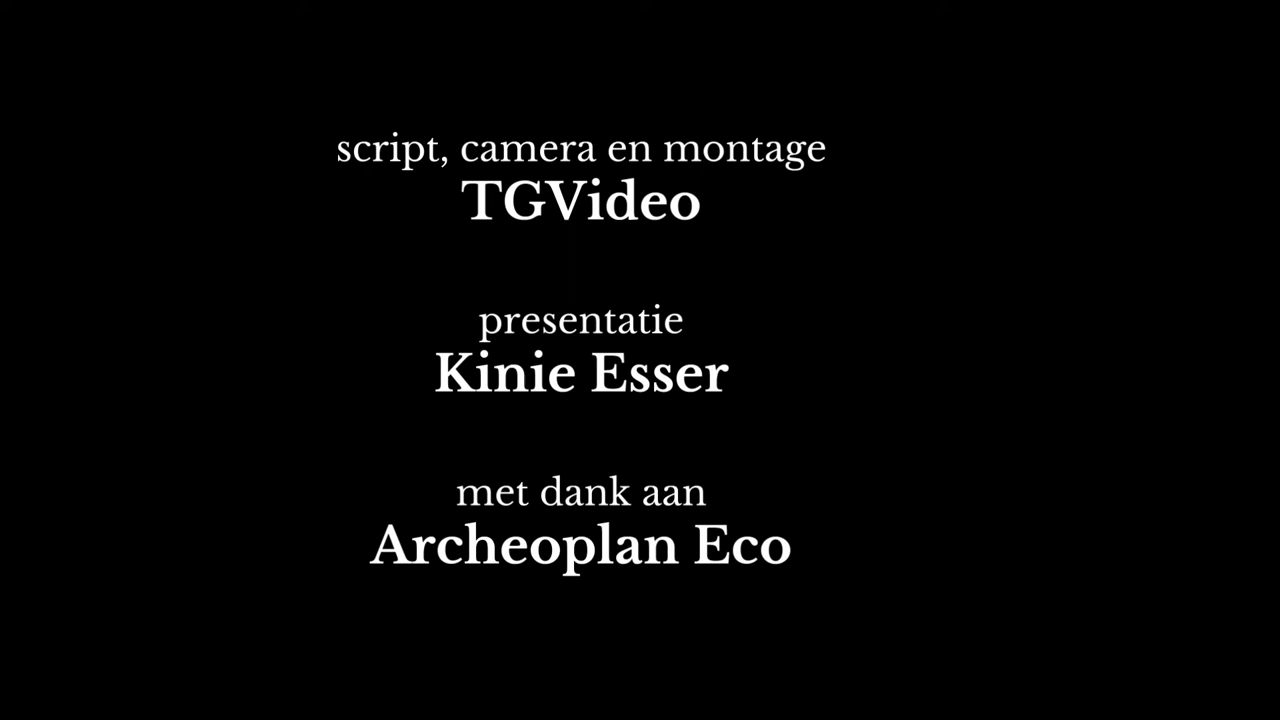 script, camera en montage
TGVideo
presentatie
Kinie Esser
met dank aan
Archeoplan Eco